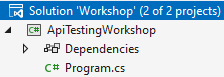 Solution 'Workshop' (2 of 2 projects)
C# ApiTestingWorkshop
Dependencies
C# Program.cs